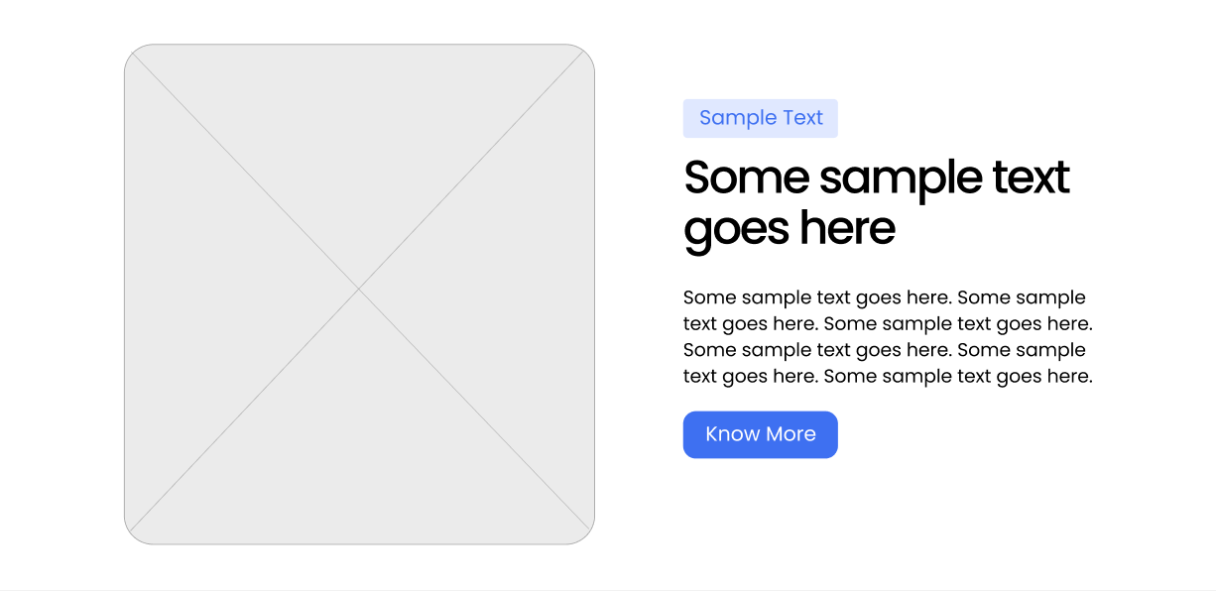 Sample Text
Some sample text
goes here
Some sample text goes here. Some sample
text goes here. Some sample text goes here.
Some sample text goes here. Some sample
text goes here. Some sample text goes here.
Know More